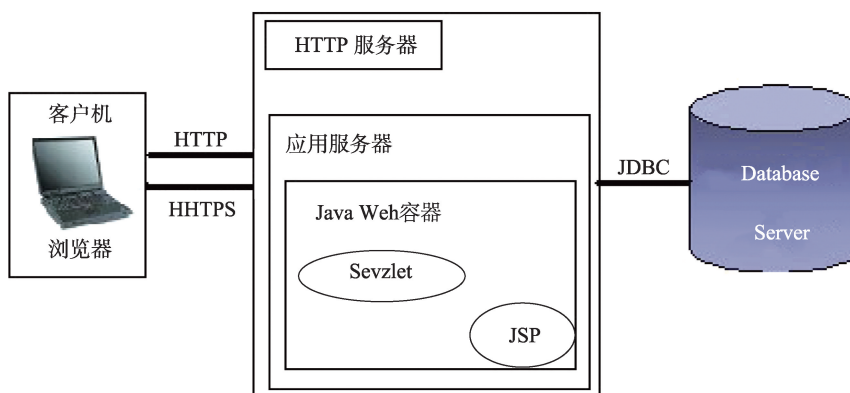 客户机
浏览器
HTTP
HHTPS
HTTP 服务器
应用服务器
Java Weh容器
Sevzlet
JSP
JDBC
Database
Server